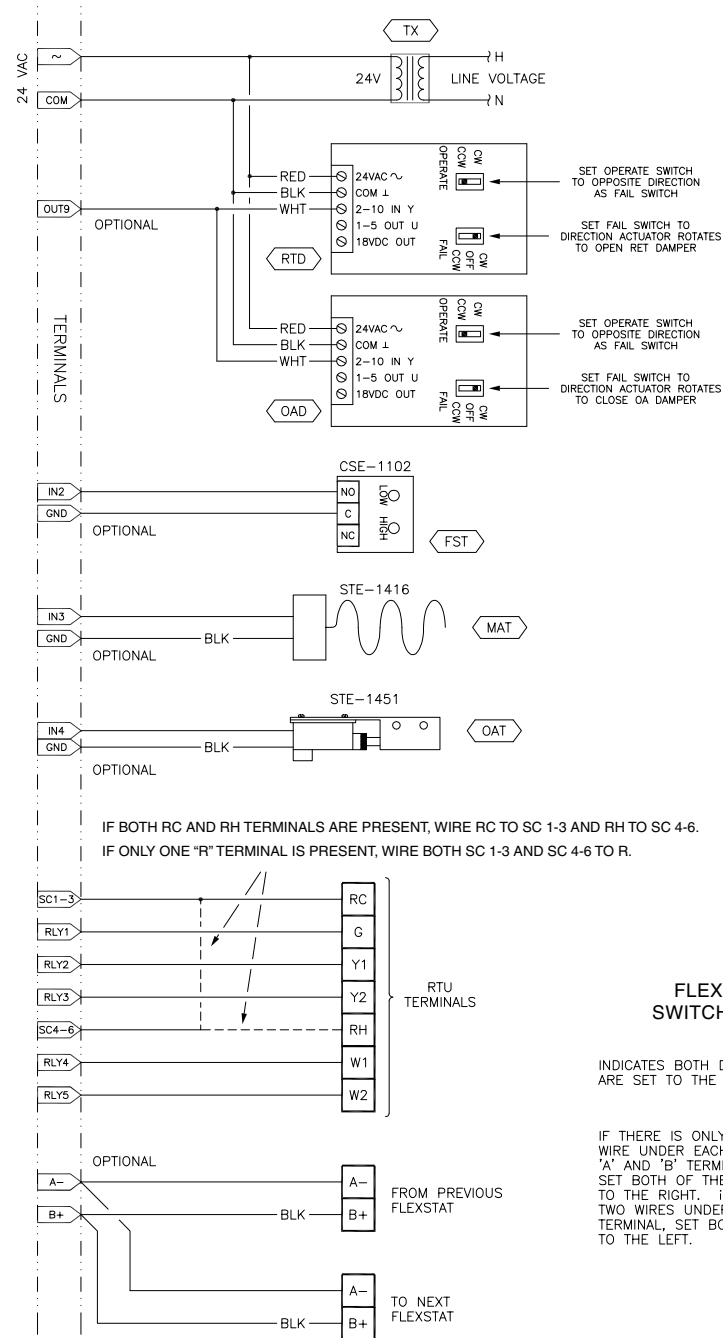 24 VAC
~
COM
TX
24V
H
LINE VOLTAGE
N
OUT9
OPTIONAL
RED
BLK
WHT
24VAC ~
COM ⊥
2-10 IN Y
1-5 OUT U
18VDC OUT
OPERATE
CCW
CW
FAIL
CCW
OFF
CW
RTD
SET OPERATE SWITCH
TO OPPOSITE DIRECTION
AS FAIL SWITCH
SET FAIL SWITCH TO
DIRECTION ACTUATOR ROTATES
TO OPEN RET DAMPER
TERMINALS
RED
BLK
WHT
24VAC ~
COM ⊥
2-10 IN Y
1-5 OUT U
18VDC OUT
OPERATE
CCW
CW
FAIL
CCW
OFF
CW
OAD
SET OPERATE SWITCH
TO OPPOSITE DIRECTION
AS FAIL SWITCH
SET FAIL SWITCH TO
DIRECTION ACTUATOR ROTATES
TO CLOSE OA DAMPER
CSE-1102
IN2
GND
OPTIONAL
NO
C
NC
LOW
HIGH
FST
STE-1416
IN3
GND
BLK
OPTIONAL
MAT
STE-1451
IN4
GND
BLK
OPTIONAL
OAT
IF BOTH RC AND RH TERMINALS ARE PRESENT, WIRE RC TO SC 1-3 AND RH TO SC 4-6.
IF ONLY ONE “R” TERMINAL IS PRESENT, WIRE BOTH SC 1-3 AND SC 4-6 TO R.
SC1-3
RC
RLY1
G
RLY2
Y1
RLY3
Y2
SC4-6
RH
RLY4
W1
RLY5
W2
RTU
TERMINALS
FLEX
SWITCH
INDICATES BOTH D
ARE SET TO THE
IF THERE IS ONLY
WIRE UNDER EACH
'A' AND 'B' TERMI
SET BOTH OF THE
TO THE RIGHT. i
TWO WIRES UNDER
TERMINAL, SET BO
TO THE LEFT.
OPTIONAL
A-
B+
BLK
A-
B+
FROM PREVIOUS
FLEXSTAT
BLK
A-
B+
TO NEXT
FLEXSTAT